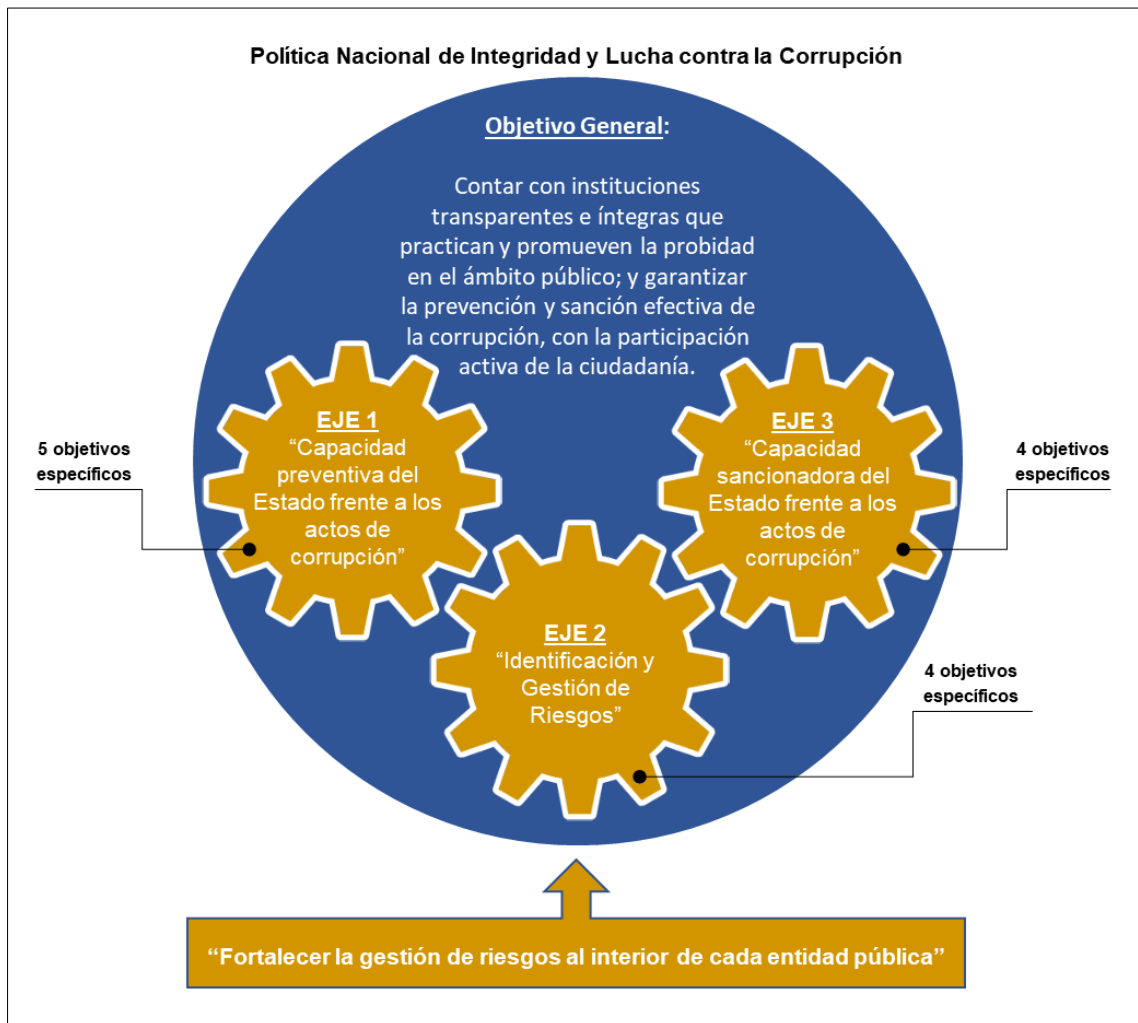 Política Nacional de Integridad y Lucha contra la Corrupción
Objetivo General:
Contar con instituciones
transparentes e íntegras que
practican y promueven la probidad
en el ámbito público; y garantizar
la prevención y sanción efectiva de
la corrupción, con la participación
activa de la ciudadanía.
5 objetivos
específicos
EJE 1
“Capacidad
preventiva del
Estado frente a los
actos de
corrupción”
EJE 3
“Capacidad
sancionadora del
Estado frente a los
actos de
corrupción”
4 objetivos
específicos
EJE 2
“Identificación y
Gestión de
Riesgos”
4 objetivos
específicos
“Fortalecer la gestión de riesgos al interior de cada entidad pública”